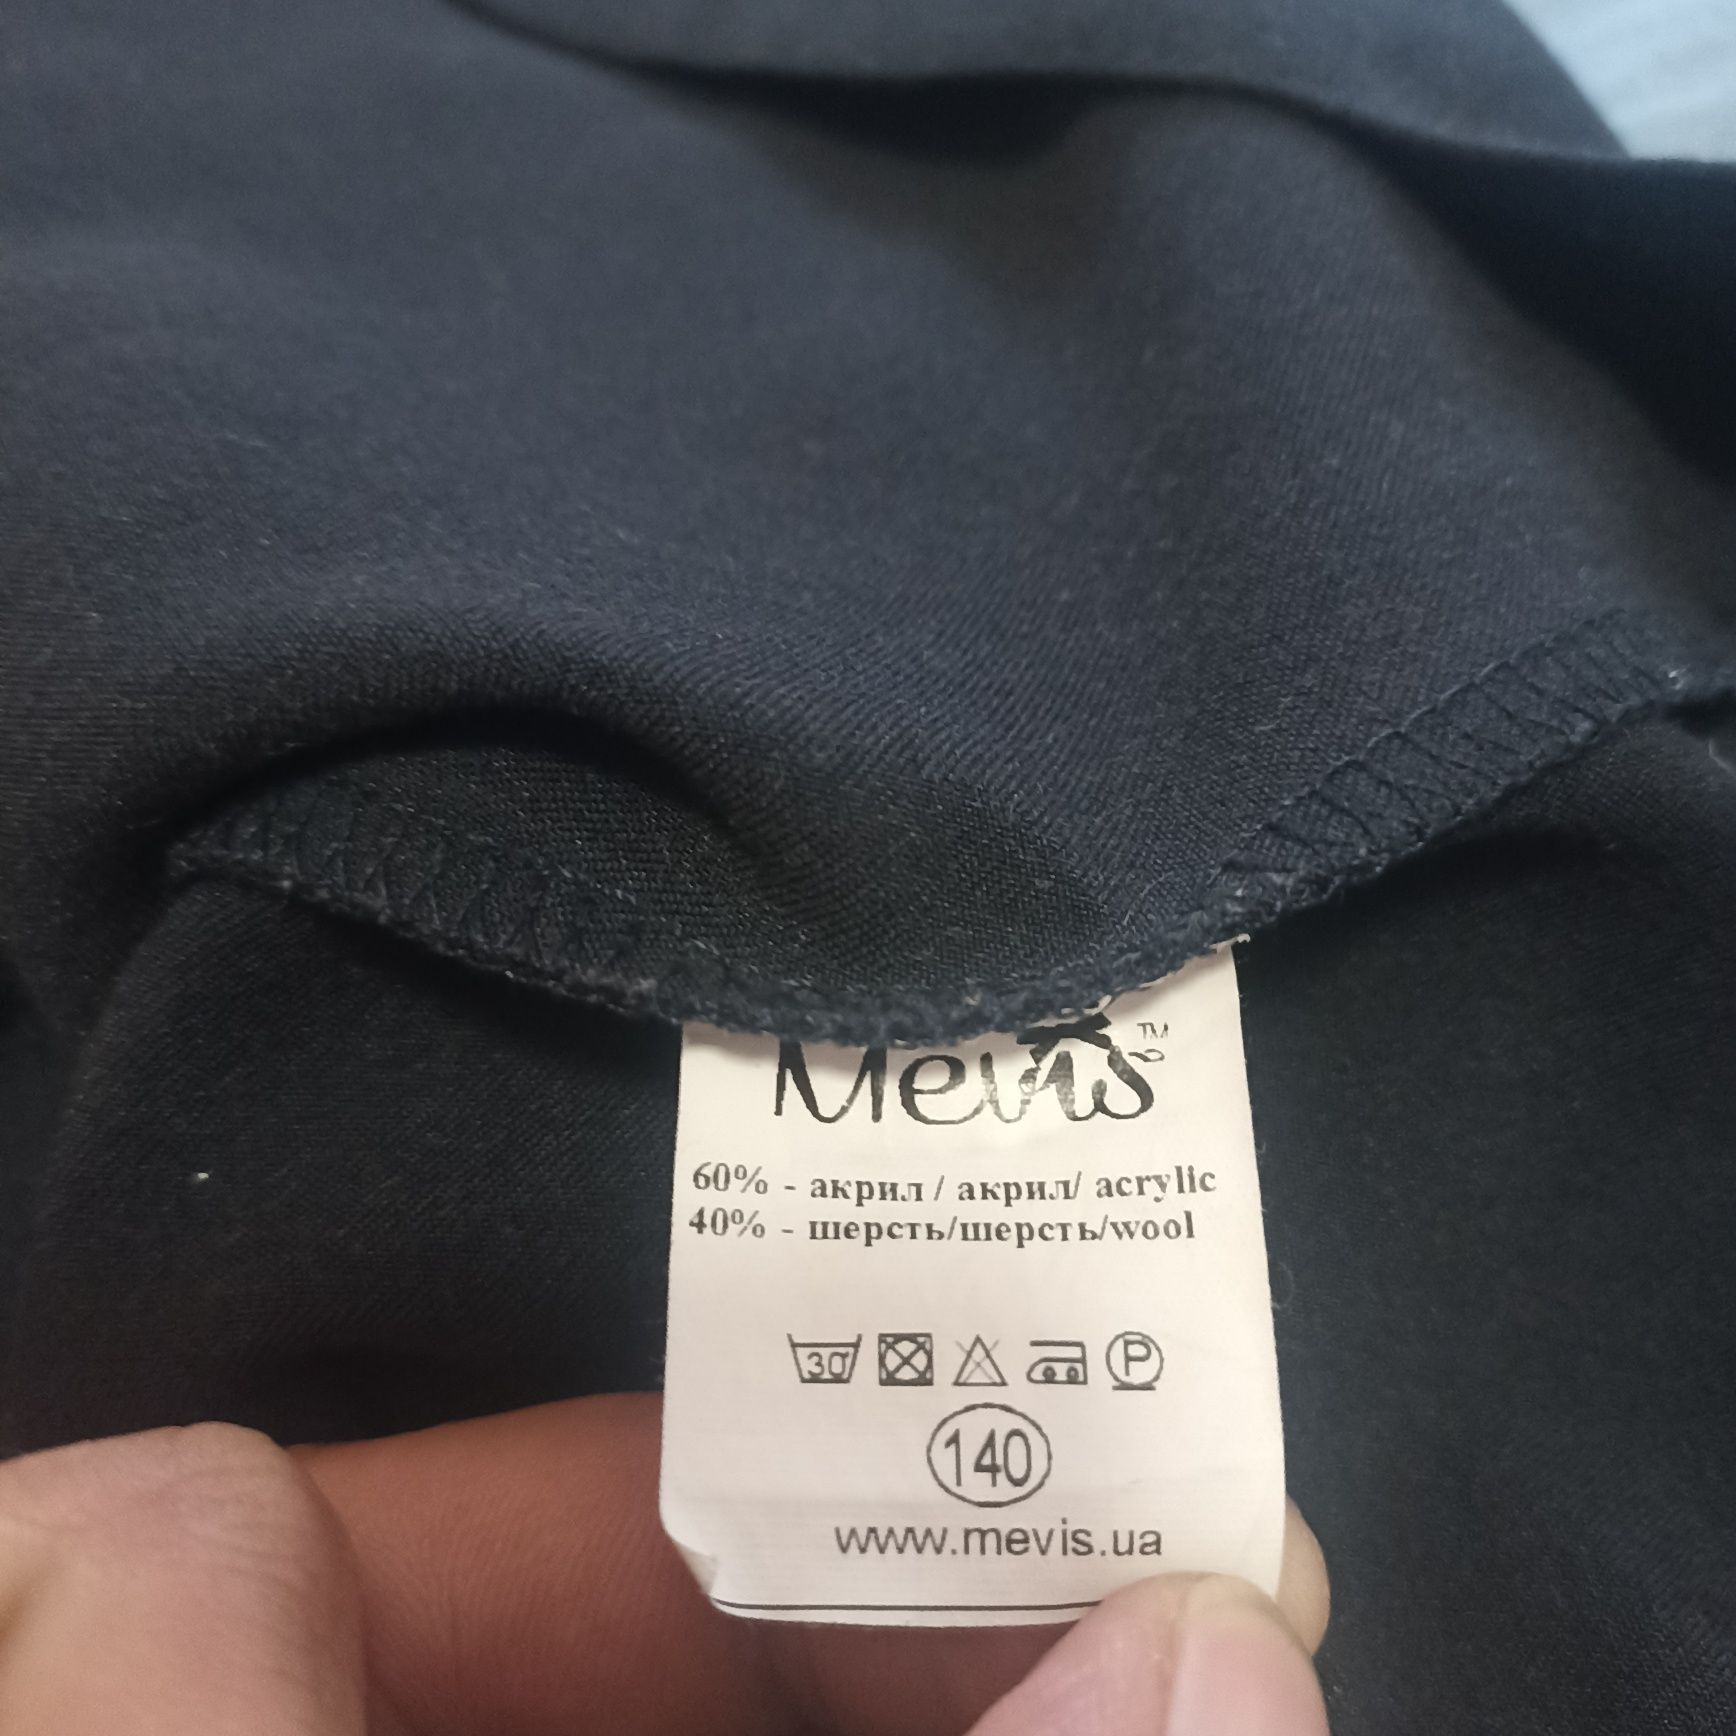 Mevis™
60% - акрил / акрил/ acrylic
40% - шерсть/шерсть/wool
30° P
140
www.mevis.ua